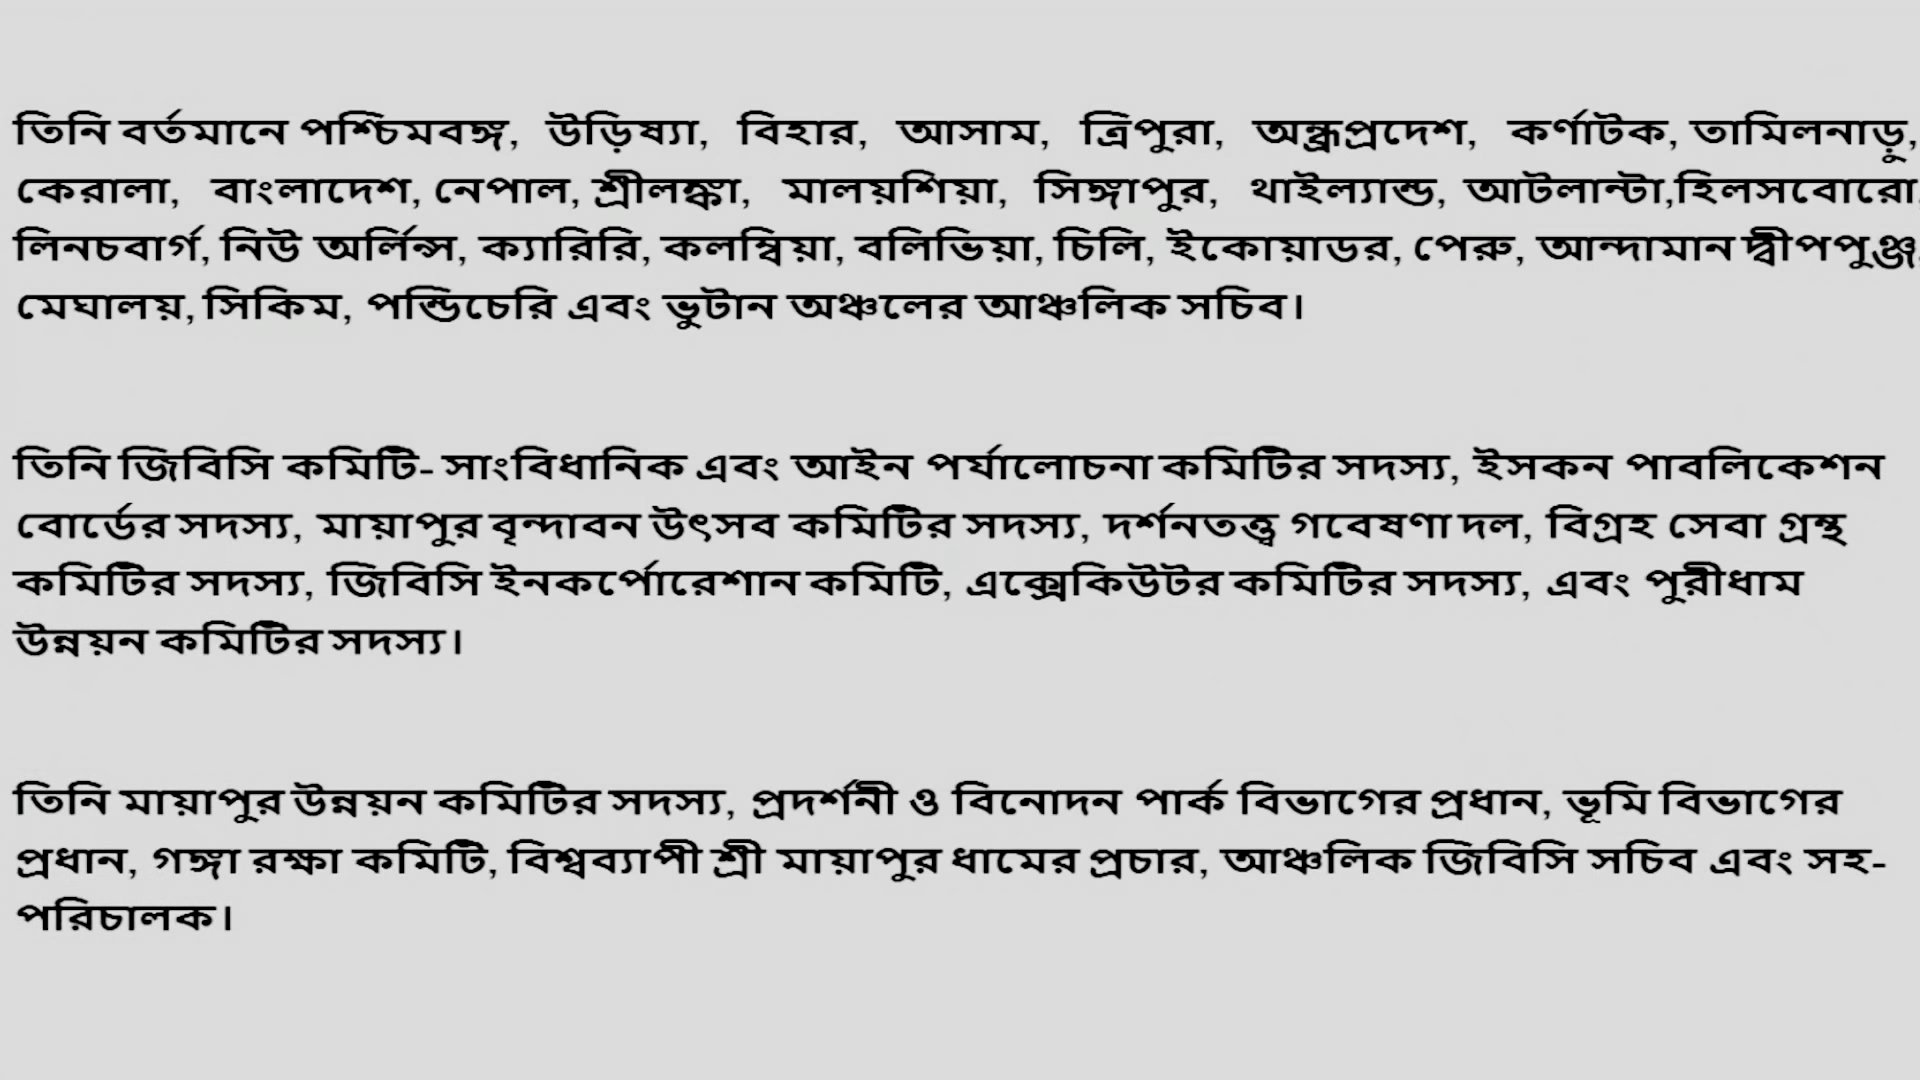 তিনি বর্তমানে পশ্চিমবঙ্গ, উড়িষ্যা, বিহার, আসাম, ত্রিপুরা, অন্ধ্রপ্রদেশ, কর্ণাটক, তামিলনাড়ু,
কেরালা, বাংলাদেশ, নেপাল, শ্রীলঙ্কা, মালয়শিয়া, সিঙ্গাপুর, থাইল্যান্ড, আটলান্টা,হিলসবোরো,
লিনচবার্গ, নিউ অর্লিন্স, ক্যারিরি, কলম্বিয়া, বলিভিয়া, চিলি, ইকোয়াডর, পেরু, আন্দামান দ্বীপপুঞ্জ,
মেঘালয়, সিকিম, পন্ডিচেরি এবং ভুটান অঞ্চলের আঞ্চলিক সচিব।
তিনি জিবিসি কমিটি- সাংবিধানিক এবং আইন পর্যালোচনা কমিটির সদস্য, ইসকন পাবলিকেশন
বোর্ডের সদস্য, মায়াপুর বৃন্দাবন উৎসব কমিটির সদস্য, দর্শনতত্ত্ব গবেষণা দল, বিগ্রহ সেবা গ্রন্থ
কমিটির সদস্য, জিবিসি ইনকর্পোরেশান কমিটি, এক্সেকিউটর কমিটির সদস্য, এবং পুরীধাম
উন্নয়ন কমিটির সদস্য।
তিনি মায়াপুর উন্নয়ন কমিটির সদস্য, প্রদর্শনী ও বিনোদন পার্ক বিভাগের প্রধান, ভূমি বিভাগের
প্রধান, গঙ্গা রক্ষা কমিটি, বিশ্বব্যাপী শ্রী মায়াপুর ধামের প্রচার, আঞ্চলিক জিবিসি সচিব এবং সহ-
পরিচালক।